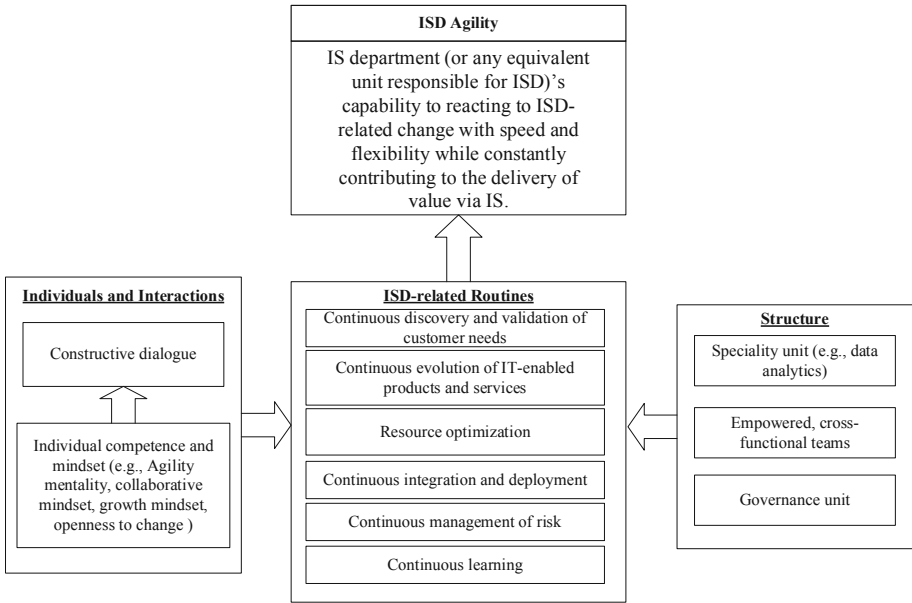 ISD Agility
IS department (or any equivalent
unit responsible for ISD)’s
capability to reacting to ISD-
related change with speed and
flexibility while constantly
contributing to the delivery of
value via IS.
Individuals and Interactions
Constructive dialogue
Individual competence and
mindset (e.g., Agility
mentality, collaborative
mindset, growth mindset,
openness to change )
ISD-related Routines
Continuous discovery and validation of
customer needs
Continuous evolution of IT-enabled
products and services
Resource optimization
Continuous integration and deployment
Continuous management of risk
Continuous learning
Structure
Speciality unit (e.g., data
analytics)
Empowered, cross-
functional teams
Governance unit